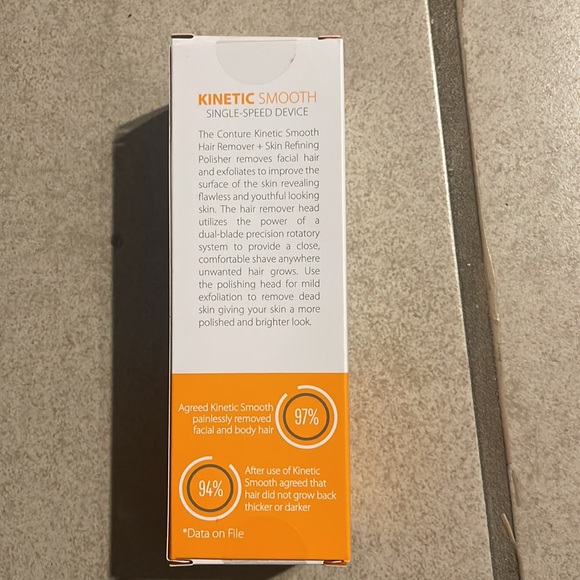 KINETIC SMOOTH
SINGLE-SPEED DEVICE
The Conture Kinetic Smooth
Hair Remover + Skin Refining
Polisher removes facial hair
and exfoliates to improve the
surface of the skin revealing
flawless and youthful looking
skin. The hair remover head
utilizes the power of a
dual-blade precision rotatory
system to provide a close,
comfortable shave anywhere
unwanted hair grows. Use
the polishing head for mild
exfoliation to remove dead
skin giving your skin a more
polished and brighter look.
Agreed Kinetic Smooth
painlessly removed
facial and body hair
97%
94%
After use of Kinetic
Smooth agreed that
hair did not grow back
thicker or darker
*Data on File